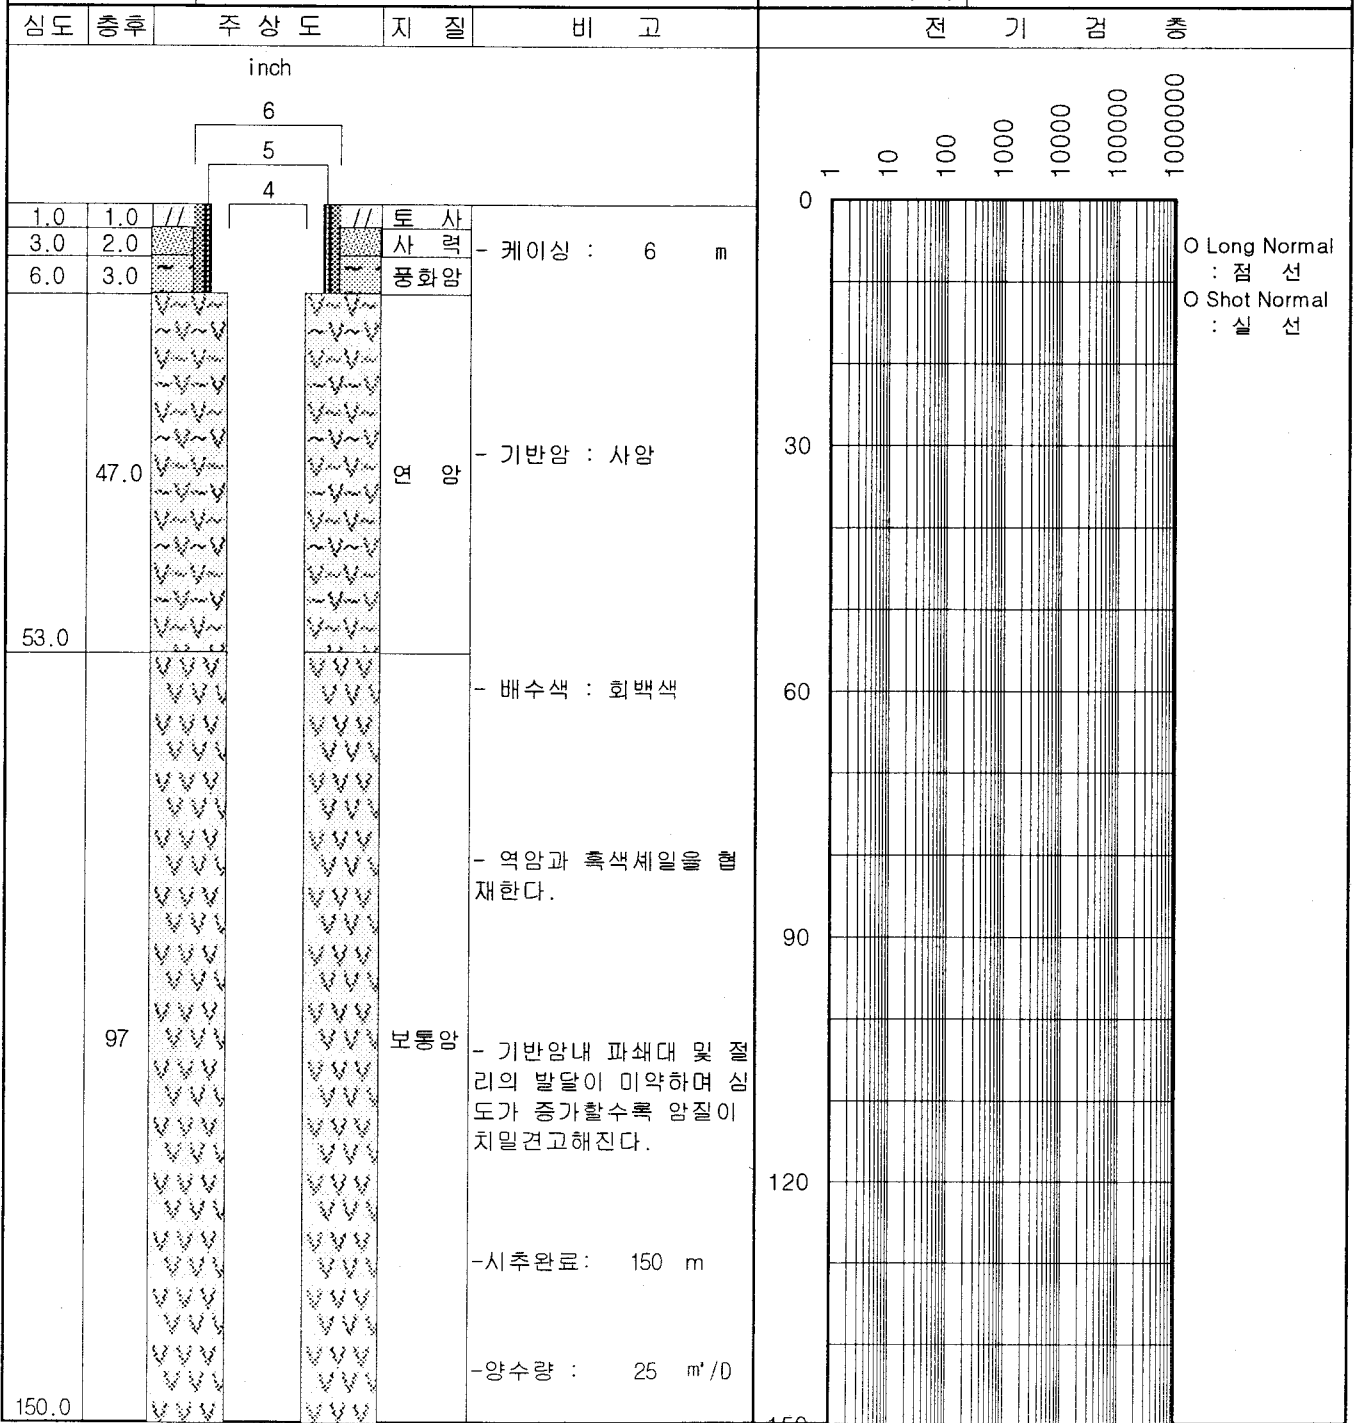 심도 층후 주 상 도 지 질 비 고 전 기 검 층
inch
6
5
4
1 10 100 1000 10000 100000 1000000
0
1.0 1.0 // // 토 사
3.0 2.0 사 력
- 케이싱 : 6 m
6.0 3.0 풍화암
O Long Normal
: 점 선
O Shot Normal
: 실 선
30
- 기반암 : 사암
47.0 연 암
53.0
60
- 배수색 : 회백색
- 역암과 흑색세일을 협
재한다.
90
97 보통암
- 기반암내 파쇄대 및 절
리의 발달이 미약하며 심
도가 증가할수록 암질이
치밀견고해진다.
120
-시추완료: 150 m
-양수량 : 25 m³/D
150.0
150